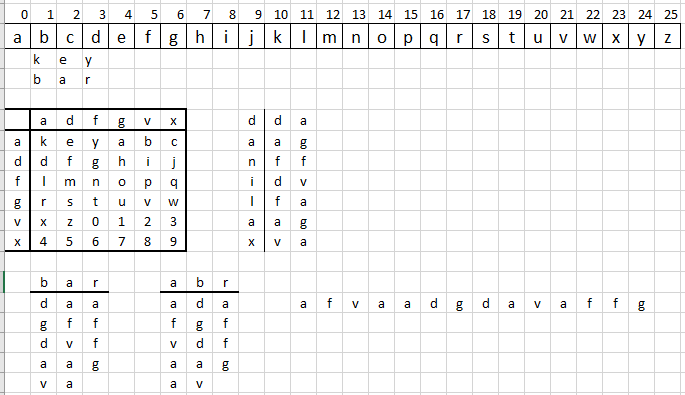 0 1 2 3 4 5 6 7 8 9 10 11 12 13 14 15 16 17 18 19 20 21 22 23 24 25
a b c d e f g h i j k l m n o p q r s t u v w x y z
k e y
b a r
a d f g v x d d a
a k e y a b c a a g
d d f g h i j n f f
f l m n o p q i d v
g r s t u v w l f a
v x z 0 1 2 3 a a g
x 4 5 6 7 8 9 x v a
b a r a b r
d a a a d a a f v a a d g d a v a f f g
g f f f g f
d v f v d f
a a g a a g
v a a v